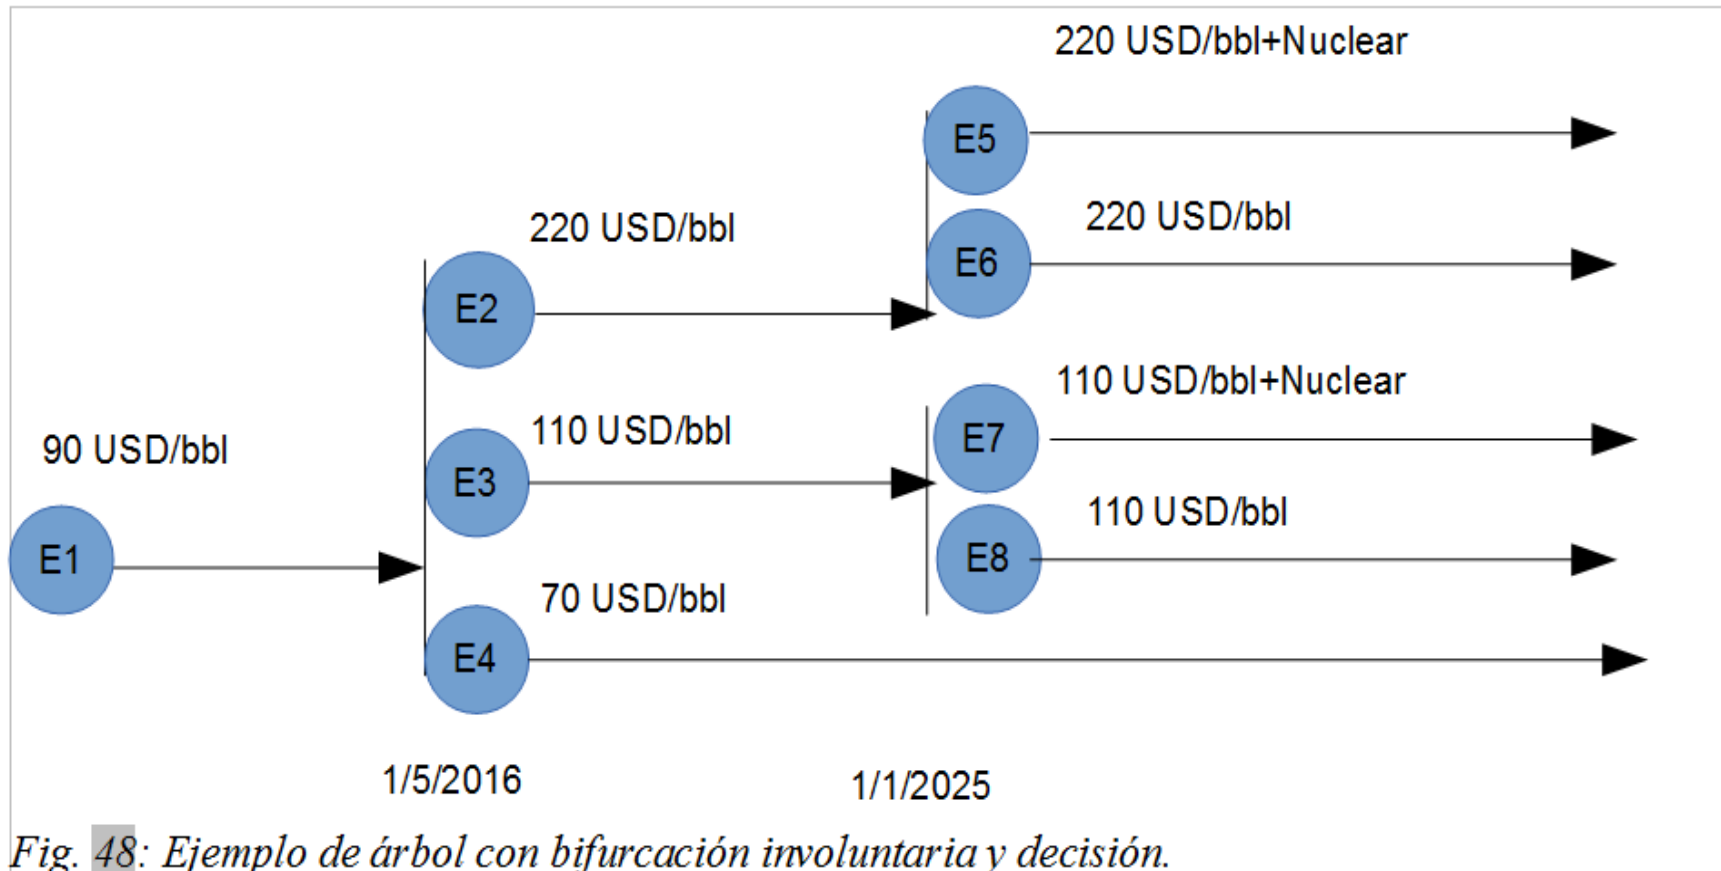 220 USD/bbl+Nuclear
E5
220 USD/bbl
220 USD/bbl
E6
E2
110 USD/bbl+Nuclear
110 USD/bbl
90 USD/bbl
E7
E3
110 USD/bbl
E1
E8
70 USD/bbl
E4
1/5/2016
1/1/2025
Fig. 48: Ejemplo de árbol con bifurcación involuntaria y decisión.